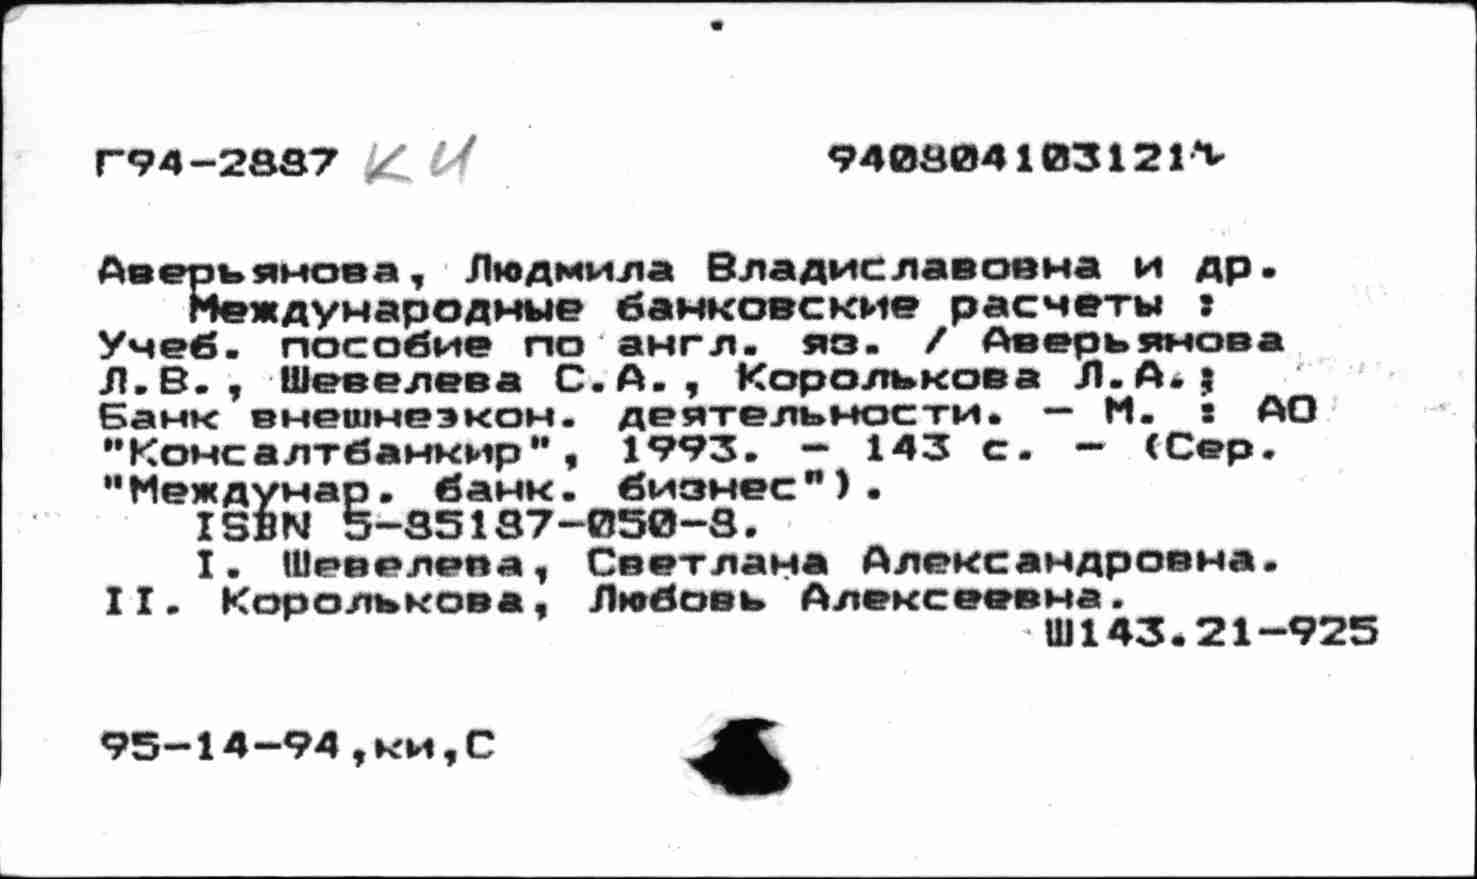 Г94-2887 КИ 940804103121
Аверьянова, Людмила Владиславовна и др.
Международные банковские расчеты :
Учеб. пособие по англ. яз. / Аверьянова
Л.В., Шевелева С.А., Королькова Л.А.;
Банк внешнеэкон. деятельности. - М. : АО
"Консалтбанкир", 1993. - 143 с. - (Сер.
"Междунар. банк. бизнес").
ISBN 5-85187-050-8.
I. Шевелева, Светлана Александровна.
II. Королькова, Любовь Алексеевна.
Ш143.21-925
95-14-94,ки,С